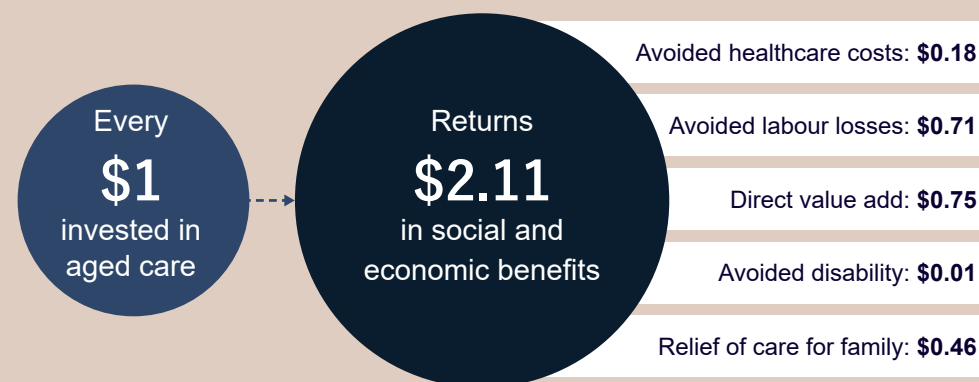 Every
$1
invested in
aged care
Returns
$2.11
in social and
economic benefits
Avoided healthcare costs: $0.18
Avoided labour losses: $0.71
Direct value add: $0.75
Avoided disability: $0.01
Relief of care for family: $0.46